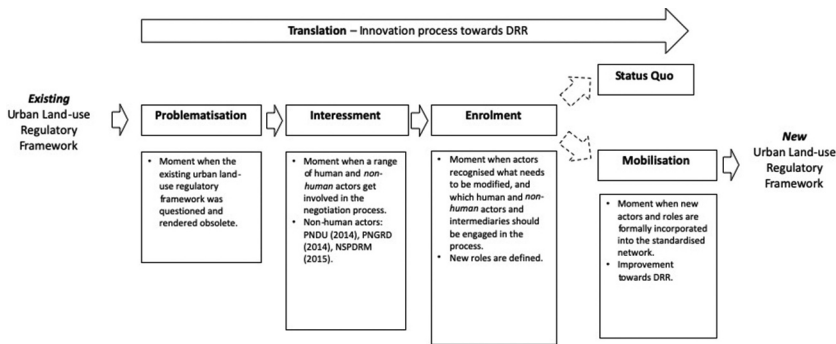 Translation – Innovation process towards DRR
Existing
Urban Land-use
Regulatory
Framework
Problematisation
• Moment when the
existing urban land-
use regulatory
framework was
questioned and
rendered obsolete.
Interessment
• Moment when a range
of human and non-
human actors get
involved in the
negotiation process.
• Non-human actors:
PNDU (2014), PNGRD
(2014), NSPDRM
(2015).
Enrolment
• Moment when actors
recognised what needs
to be modified, and
which human and non-
human actors and
intermediaries should
be engaged in the
process.
• New roles are defined.
Status Quo
Mobilisation
• Moment when new
actors and roles are
formally incorporated
into the standardised
network.
• Improvement
towards DRR.
New
Urban Land-use
Regulatory
Framework